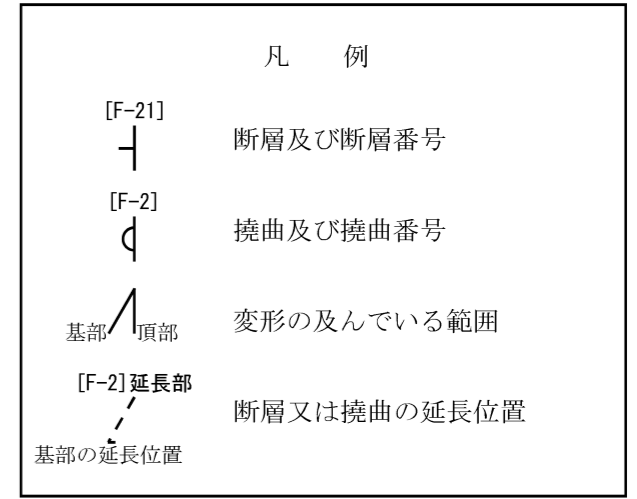 凡　例
[F-21]
断層及び断層番号
[F-2]
撓曲及び撓曲番号
基部 頂部
変形の及んでいる範囲
[F-2]延長部
断層又は撓曲の延長位置
基部の延長位置